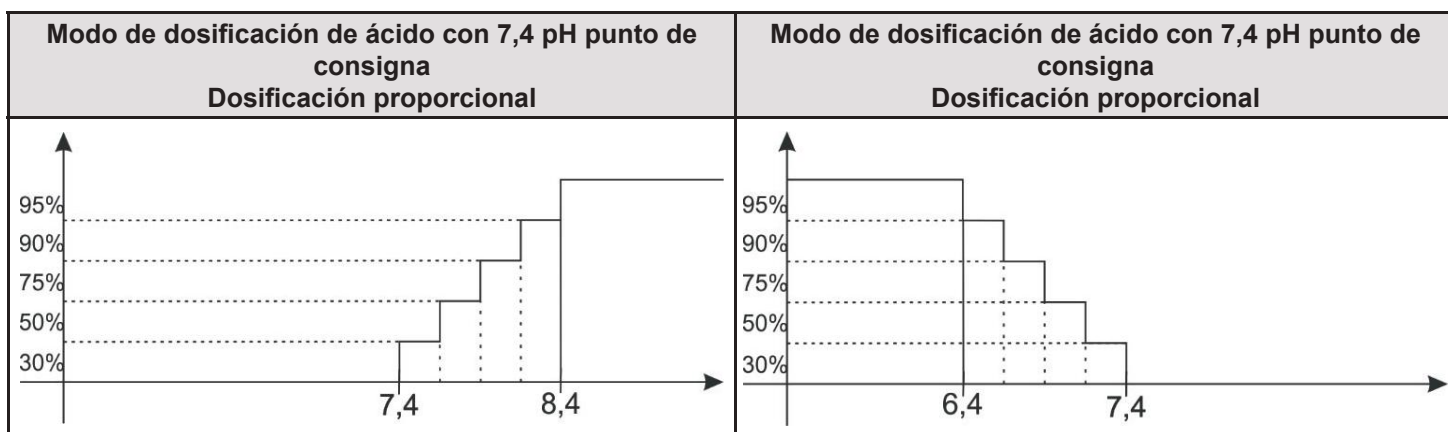 Modo de dosificación de ácido con 7,4 pH punto de
consigna
Dosificación proporcional
Modo de dosificación de ácido con 7,4 pH punto de
consigna
Dosificación proporcional
95%
90%
75%
50%
30%
7,4
8,4
95%
90%
75%
50%
30%
6,4
7,4